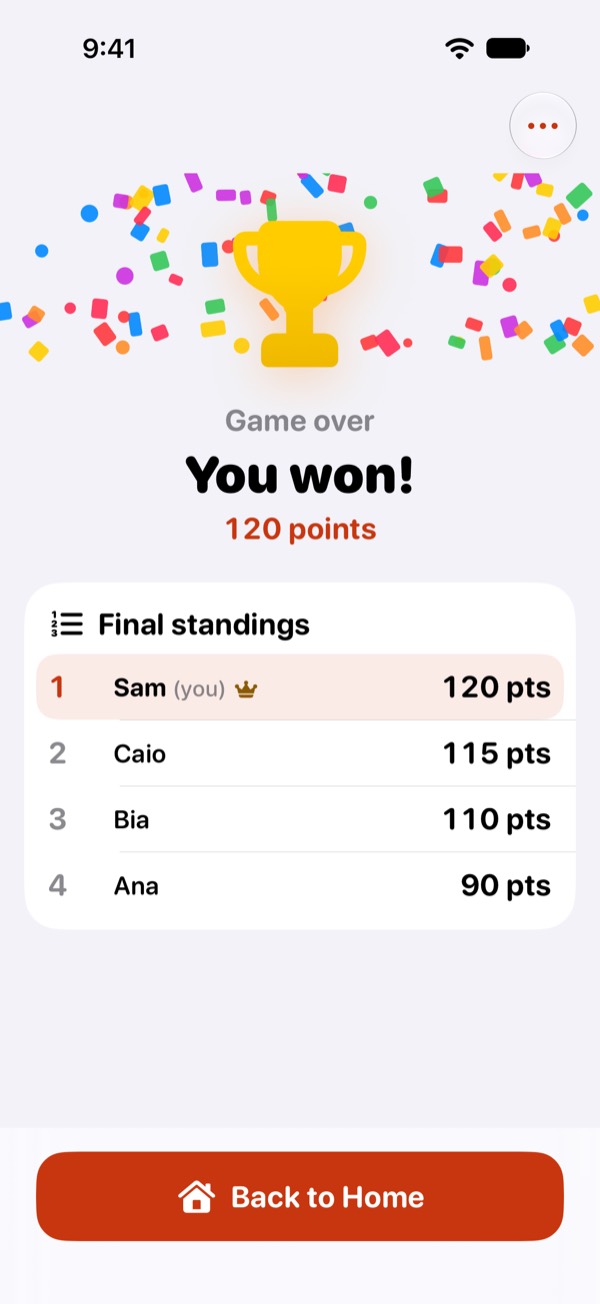 9:41
Game over
You won!
120 points
Final standings
1 Sam (you) 120 pts
2 Caio 115 pts
3 Bia 110 pts
4 Ana 90 pts
Back to Home